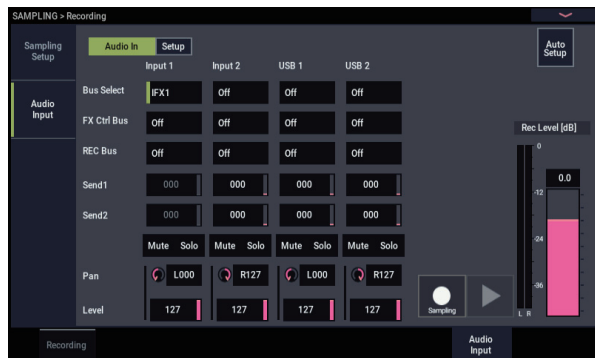 SAMPLING > Recording
Sampling Setup
Audio In Setup
Auto Setup
Input 1 Input 2 USB 1 USB 2
Audio Input
Bus Select IFX1 Off Off Off
FX Ctrl Bus Off Off Off Off
Rec Level [dB]
REC Bus Off Off Off Off
0
0.0
Send1 000 000 000 000
-12
Send2 000 000 000 000
Mute Solo Mute Solo Mute Solo Mute Solo
-24
Pan L000 R127 L000 R127
-36
Level 127 127 127 127
Sampling
L R
Recording
Audio Input